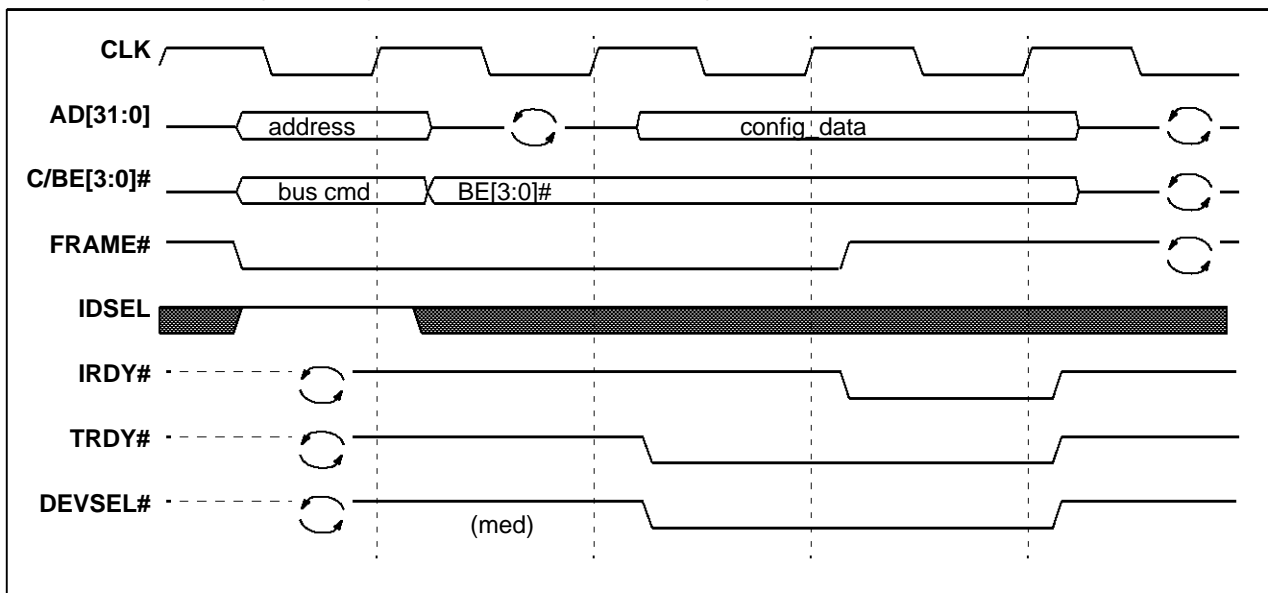 CLK
AD[31:0]
address
config_data
C/BE[3:0]#
bus cmd
BE[3:0]#
FRAME#
IDSEL
IRDY#
TRDY#
DEVSEL#
(med)